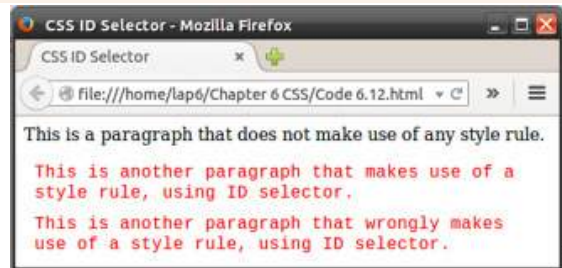 CSS ID Selector - Mozilla Firefox
CSS ID Selector
file:///home/lap6/Chapter 6 CSS/Code 6.12.html
This is a paragraph that does not make use of any style rule.
This is another paragraph that makes use of a
style rule, using ID selector.
This is another paragraph that wrongly makes
use of a style rule, using ID selector.